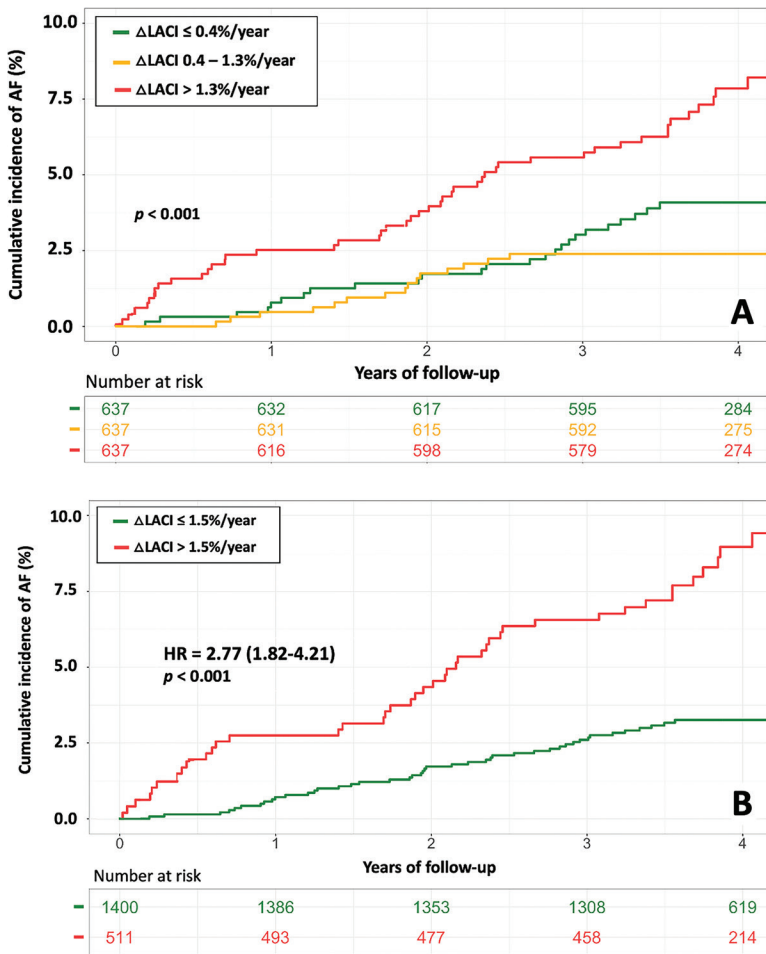 10.0
△LACI ≤ 0.4%/year
△LACI 0.4 – 1.3%/year
△LACI > 1.3%/year
7.5
5.0
p < 0.001
2.5
0.0
Cumulative incidence of AF (%)
A
0 1 2 3 4
Years of follow-up
Number at risk
637 632 617 595 284
637 631 615 592 275
637 616 598 579 274
10.0
△LACI ≤ 1.5%/year
△LACI > 1.5%/year
7.5
HR = 2.77 (1.82-4.21)
5.0
p < 0.001
2.5
0.0
Cumulative incidence of AF (%)
B
0 1 2 3 4
Years of follow-up
Number at risk
1400 1386 1353 1308 619
511 493 477 458 214